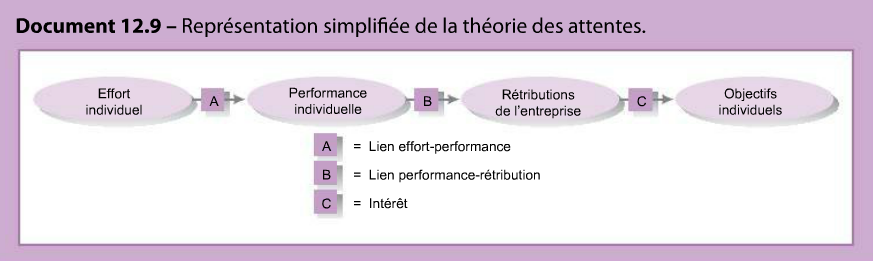 Document 12.9 – Représentation simplifiée de la théorie des attentes.
Effort
individuel
A
Performance
individuelle
B
Rétributions
de l'entreprise
C
Objectifs
individuels
A = Lien effort-performance
B = Lien performance-rétribution
C = Intérêt